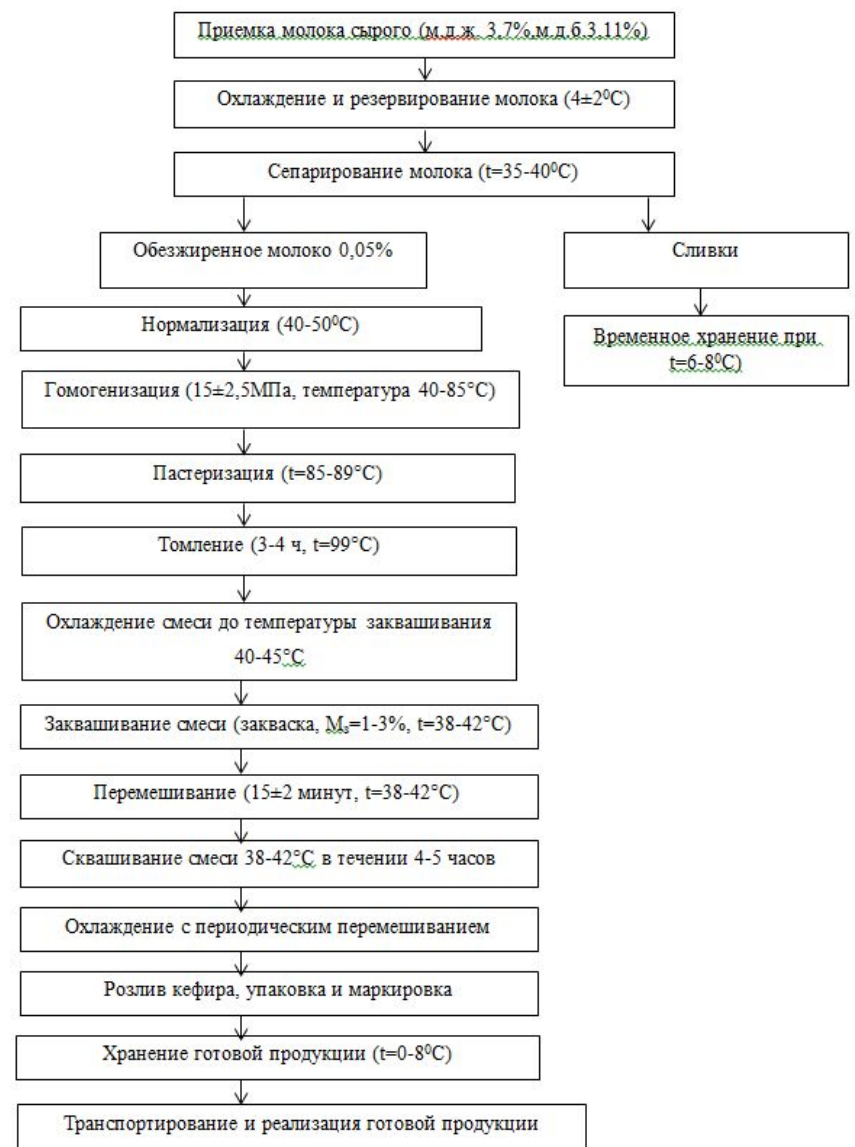 Приемка молока сырого (м.д.ж. 3,7%,м.д.б.3,11%)
Охлаждение и резервирование молока (4±2⁰С)
Сепарирование молока (t=35-40⁰С)
Обезжиренное молоко 0,05%
Сливки
Нормализация (40-50⁰С)
Временное хранение при
t=6-8⁰С)
Гомогенизация (15±2,5МПа, температура 40-85°С)
Пастеризация (t=85-89°С)
Томление (3-4 ч, t=99°С)
Охлаждение смеси до температуры заквашивания
40-45°С
Заквашивание смеси (закваска, Мз=1-3%, t=38-42°С)
Перемешивание (15±2 минут, t=38-42°С)
Сквашивание смеси 38-42°С в течении 4-5 часов
Охлаждение с периодическим перемешиванием
Розлив кефира, упаковка и маркировка
Хранение готовой продукции (t=0-8⁰С)
Транспортирование и реализация готовой продукции